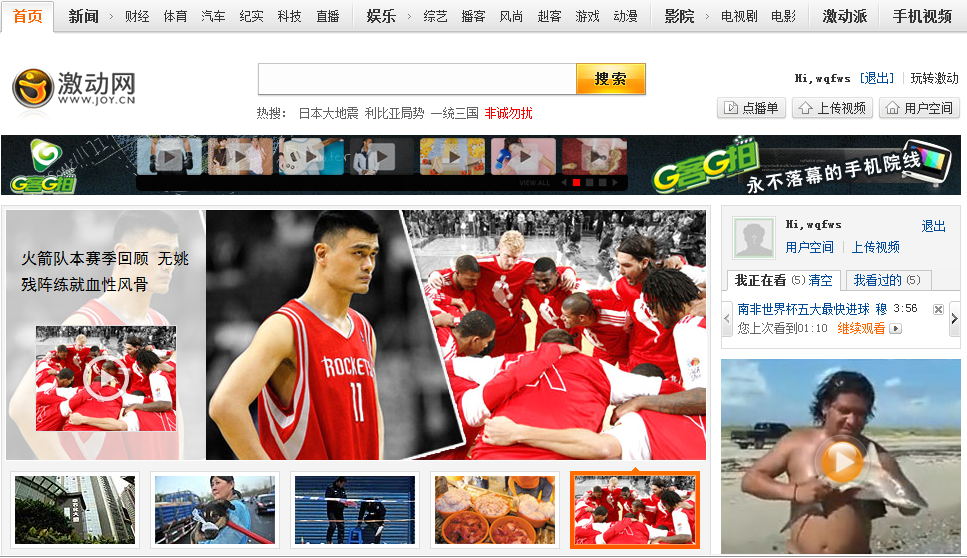 首页 新闻 财经 体育 汽车 纪实 科技 直播 娱乐 综艺 播客 风尚 赵客 游戏 动漫 影院 电视剧 电影 激动派 手机视频
激动网
WWW.JOY.CN
搜索
Hi,wqfws [退出] 玩转激动
热搜： 日本大地震 利比亚局势 一统三国 非诚勿扰
点播单 上传视频 用户空间
G客G拍
VIEW ALL
G客G拍
永不落幕的手机院线
火箭队本赛季回顾 无姚
残阵练就血性风骨
ROCKETS
11
Hi,wqfws 退出
用户空间 上传视频
我正在看 (5) 清空 我看过的 (5)
南非世界杯五大最快进球 穆 3:56
您上次看到01:10 继续观看